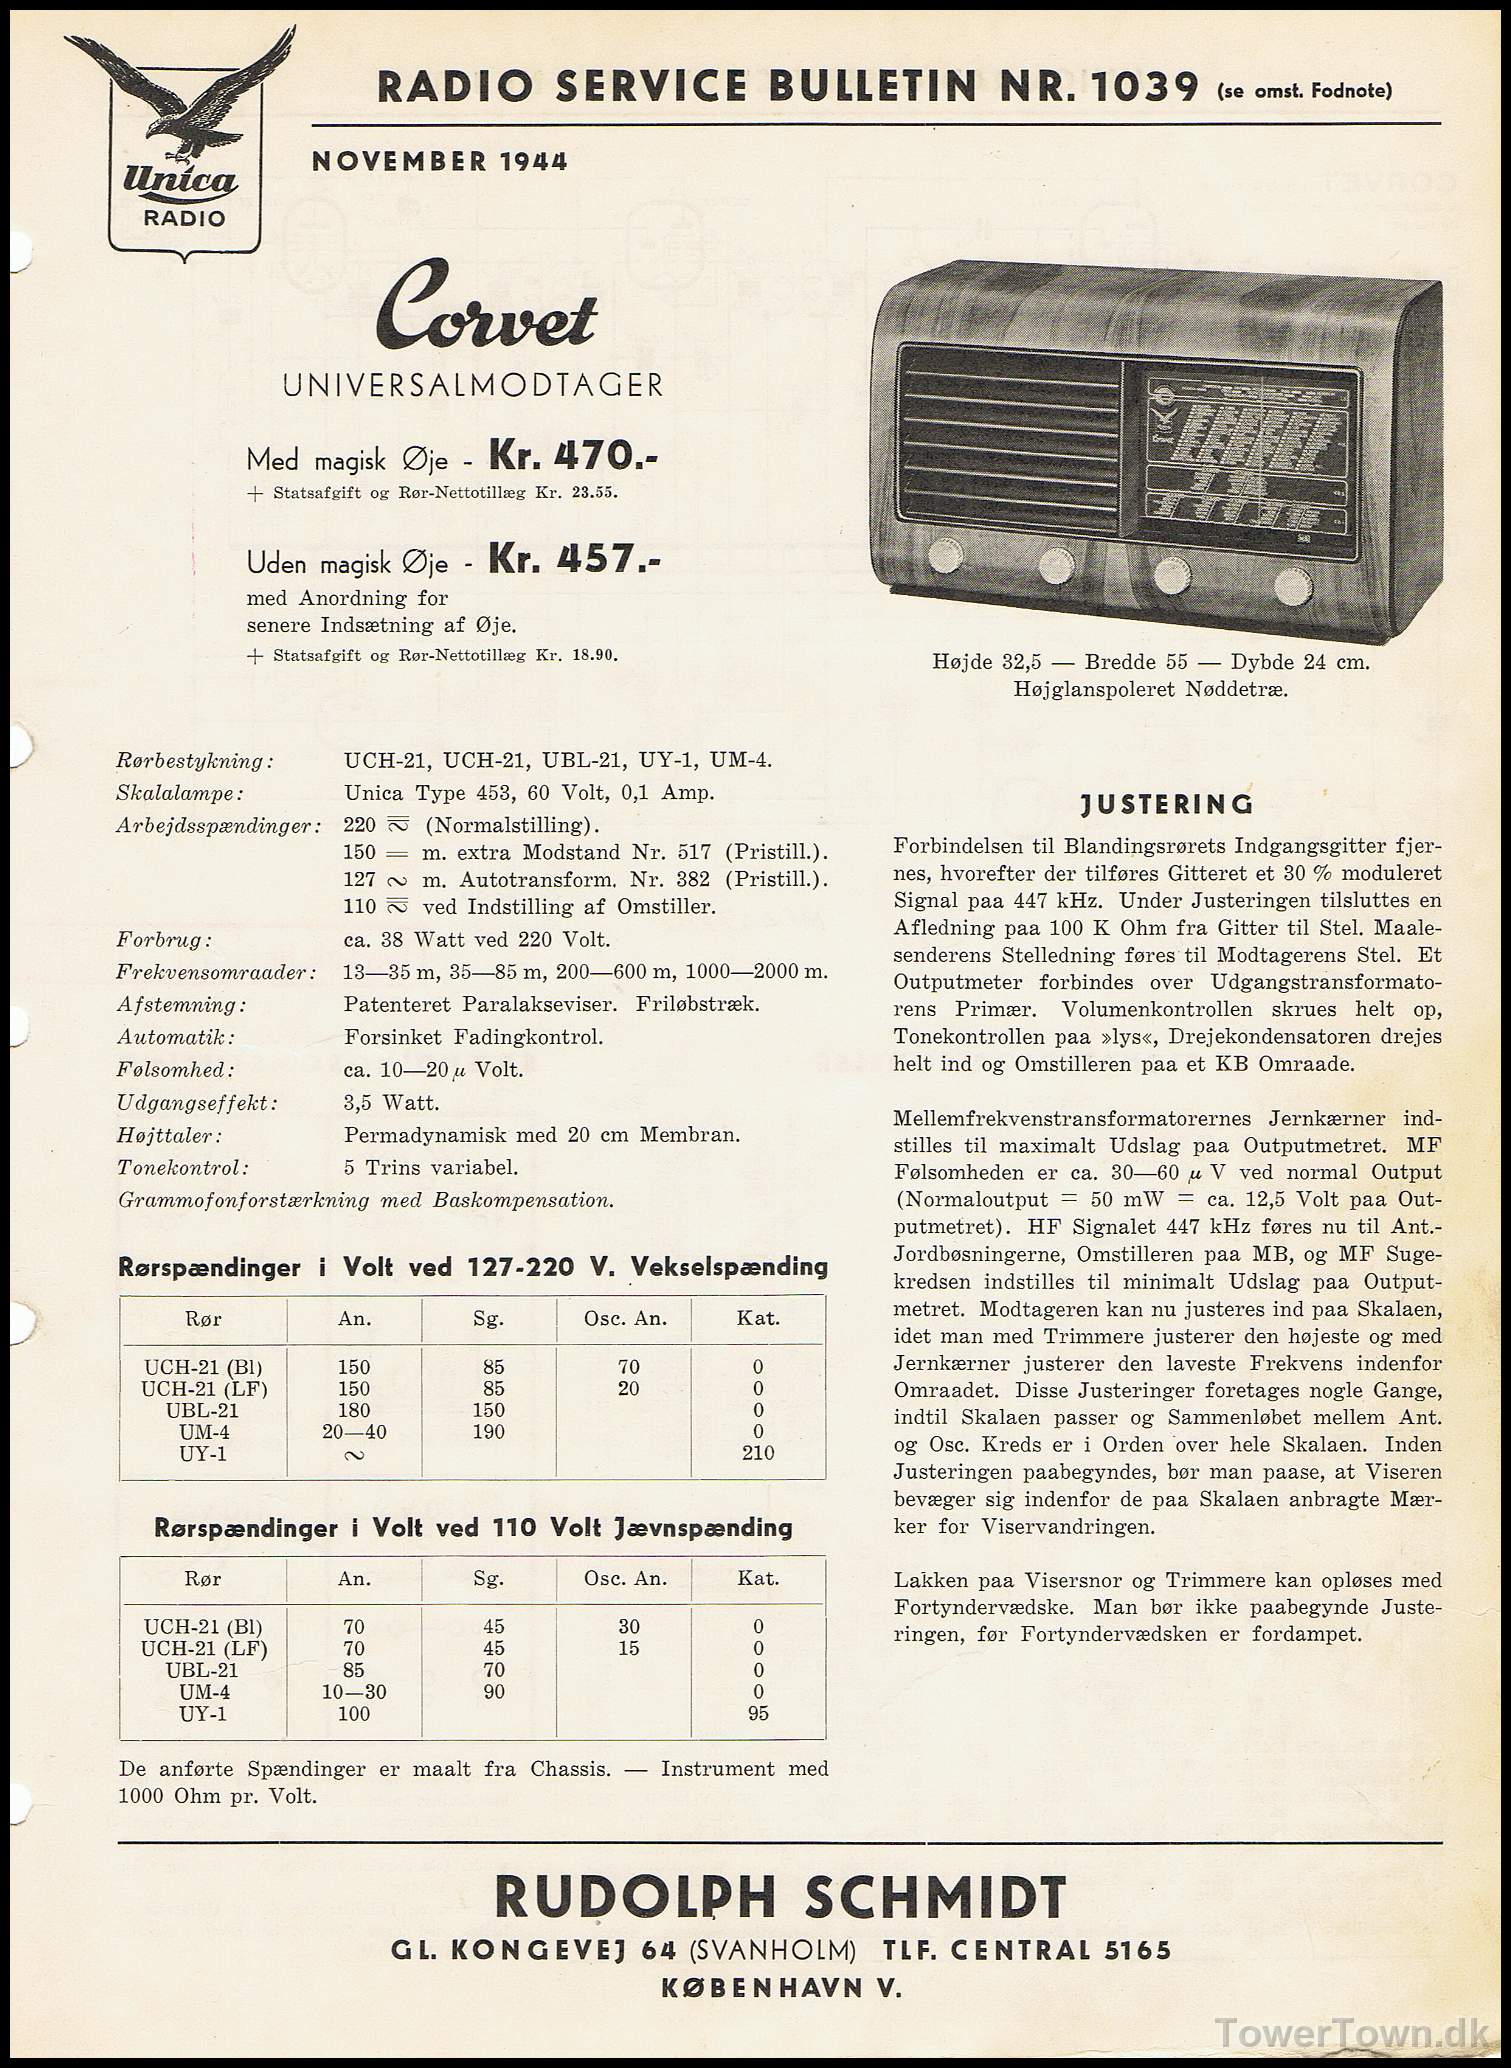 Unica
RADIO
RADIO SERVICE BULLETIN NR. 1039 (se omst. Fodnote)
NOVEMBER 1944
Corvet
UNIVERSALMODTAGER
Med magisk Øje - Kr. 470.-
+ Statsafgift og Rør-Nettotillæg Kr. 23.55.
Uden magisk Øje - Kr. 457.-
med Anordning for
senere Indsætning af Øje.
+ Statsafgift og Rør-Nettotillæg Kr. 18.90.
Højde 32,5 — Bredde 55 — Dybde 24 cm.
Højglanspoleret Nøddetræ.
Rørbestykning: UCH-21, UCH-21, UBL-21, UY-1, UM-4.
Skalalampe: Unica Type 453, 60 Volt, 0,1 Amp.
Arbejdsspændinger: 220 ⎓∿ (Normalstilling).
150 = m. extra Modstand Nr. 517 (Pristill.).
127 ∿ m. Autotransform. Nr. 382 (Pristill.).
110 ⎓∿ ved Indstilling af Omstiller.
Forbrug: ca. 38 Watt ved 220 Volt.
Frekvensomraader: 13—35 m, 35—85 m, 200—600 m, 1000—2000 m.
Afstemning: Patenteret Paralakseviser. Friløbstræk.
Automatik: Forsinket Fadingkontrol.
Følsomhed: ca. 10—20 µ Volt.
Udgangseffekt: 3,5 Watt.
Højttaler: Permadynamisk med 20 cm Membran.
Tonekontrol: 5 Trins variabel.
Grammofonforstærkning med Baskompensation.
Rørspændinger i Volt ved 127-220 V. Vekselspænding
Rør An. Sg. Osc. An. Kat.
UCH-21 (Bl) 150 85 70 0
UCH-21 (LF) 150 85 20 0
UBL-21 180 150 0
UM-4 20—40 190 0
UY-1 ∿ 210
Rørspændinger i Volt ved 110 Volt Jævnspænding
Rør An. Sg. Osc. An. Kat.
UCH-21 (Bl) 70 45 30 0
UCH-21 (LF) 70 45 15 0
UBL-21 85 70 0
UM-4 10—30 90 0
UY-1 100 95
De anførte Spændinger er maalt fra Chassis. — Instrument med
1000 Ohm pr. Volt.
JUSTERING
Forbindelsen til Blandingsrørets Indgangsgitter fjer-
nes, hvorefter der tilføres Gitteret et 30 % moduleret
Signal paa 447 kHz. Under Justeringen tilsluttes en
Afledning paa 100 K Ohm fra Gitter til Stel. Maale-
senderens Stelledning føres til Modtagerens Stel. Et
Outputmeter forbindes over Udgangstransformato-
rens Primær. Volumenkontrollen skrues helt op,
Tonekontrollen paa »lys«, Drejekondensatoren drejes
helt ind og Omstilleren paa et KB Omraade.
Mellemfrekvenstransformatorernes Jernkærner ind-
stilles til maximalt Udslag paa Outputmetret. MF
Følsomheden er ca. 30—60 µ V ved normal Output
(Normaloutput = 50 mW = ca. 12,5 Volt paa Out-
putmetret). HF Signalet 447 kHz føres nu til Ant.-
Jordbøsningerne, Omstilleren paa MB, og MF Suge-
kredsen indstilles til minimalt Udslag paa Output-
metret. Modtageren kan nu justeres ind paa Skalaen,
idet man med Trimmere justerer den højeste og med
Jernkærner justerer den laveste Frekvens indenfor
Omraadet. Disse Justeringer foretages nogle Gange,
indtil Skalaen passer og Sammenløbet mellem Ant.
og Osc. Kreds er i Orden over hele Skalaen. Inden
Justeringen paabegyndes, bør man paase, at Viseren
bevæger sig indenfor de paa Skalaen anbragte Mær-
ker for Viservandringen.
Lakken paa Visersnor og Trimmere kan opløses med
Fortyndervædske. Man bør ikke paabegynde Juste-
ringen, før Fortyndervædsken er fordampet.
RUDOLPH SCHMIDT
GL. KONGEVEJ 64 (SVANHOLM) TLF. CENTRAL 5165
KØBENHAVN V.
TowerTown.dk